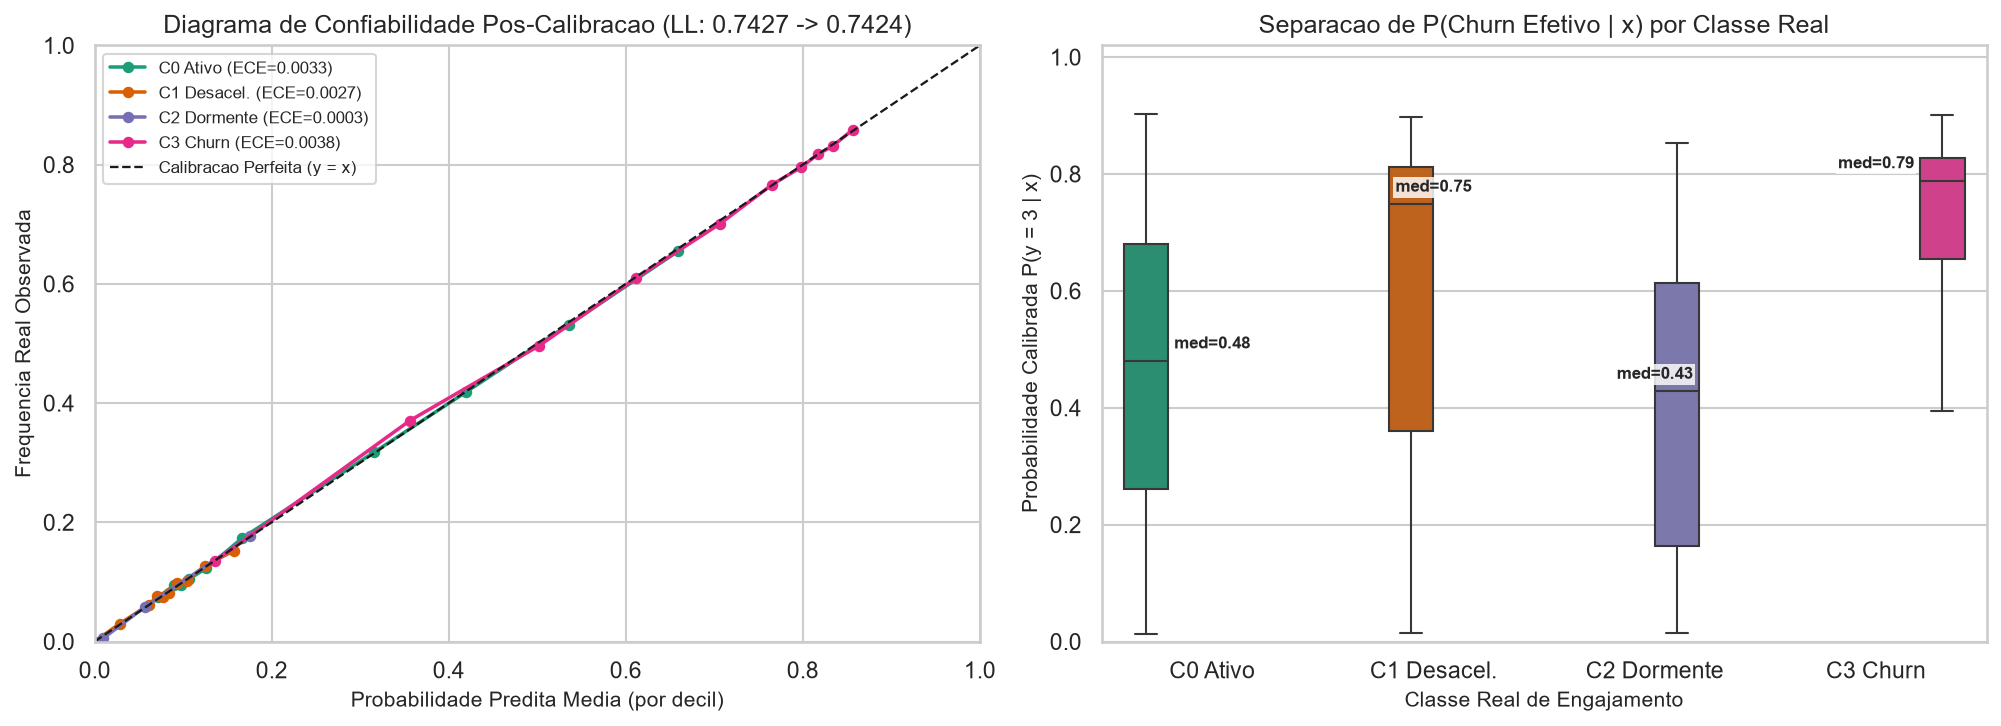 Diagrama de Confiabilidade Pos-Calibracao (LL: 0.7427 -> 0.7424)
C0 Ativo (ECE=0.0033)
C1 Desacel. (ECE=0.0027)
C2 Dormente (ECE=0.0003)
C3 Churn (ECE=0.0038)
Calibracao Perfeita (y = x)
Frequencia Real Observada
1.0
0.8
0.6
0.4
0.2
0.0
0.0 0.2 0.4 0.6 0.8 1.0
Probabilidade Predita Media (por decil)
Separacao de P(Churn Efetivo | x) por Classe Real
Probabilidade Calibrada P(y = 3 | x)
1.0
0.8
0.6
0.4
0.2
0.0
med=0.48
med=0.75
med=0.43
med=0.79
C0 Ativo C1 Desacel. C2 Dormente C3 Churn
Classe Real de Engajamento